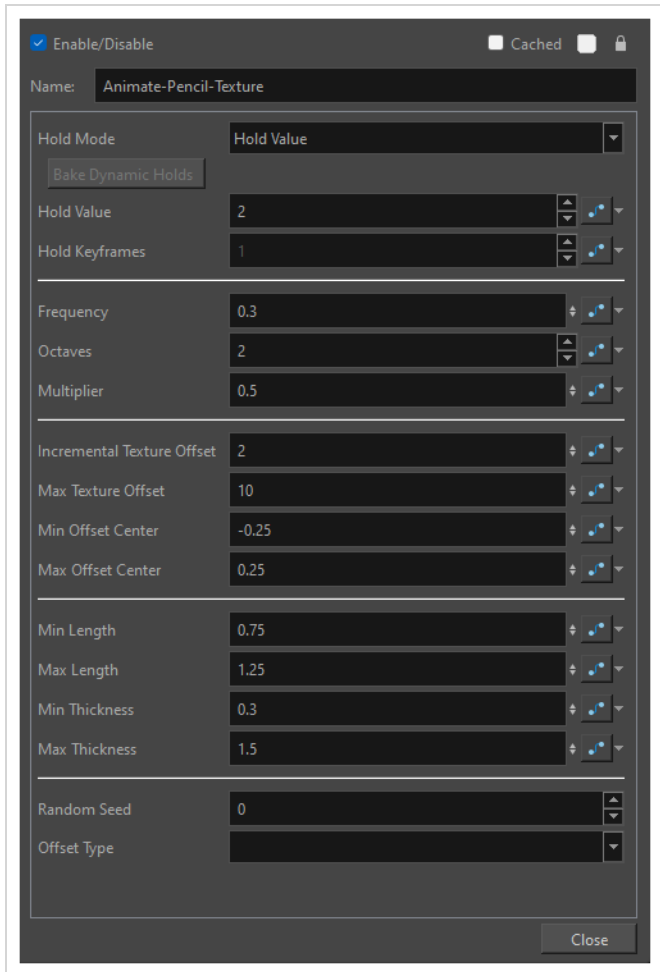 Enable/Disable Cached
Name: Animate-Pencil-Texture
Hold Mode Hold Value
Bake Dynamic Holds
Hold Value 2
Hold Keyframes 1
Frequency 0.3
Octaves 2
Multiplier 0.5
Incremental Texture Offset 2
Max Texture Offset 10
Min Offset Center -0.25
Max Offset Center 0.25
Min Length 0.75
Max Length 1.25
Min Thickness 0.3
Max Thickness 1.5
Random Seed 0
Offset Type
Close